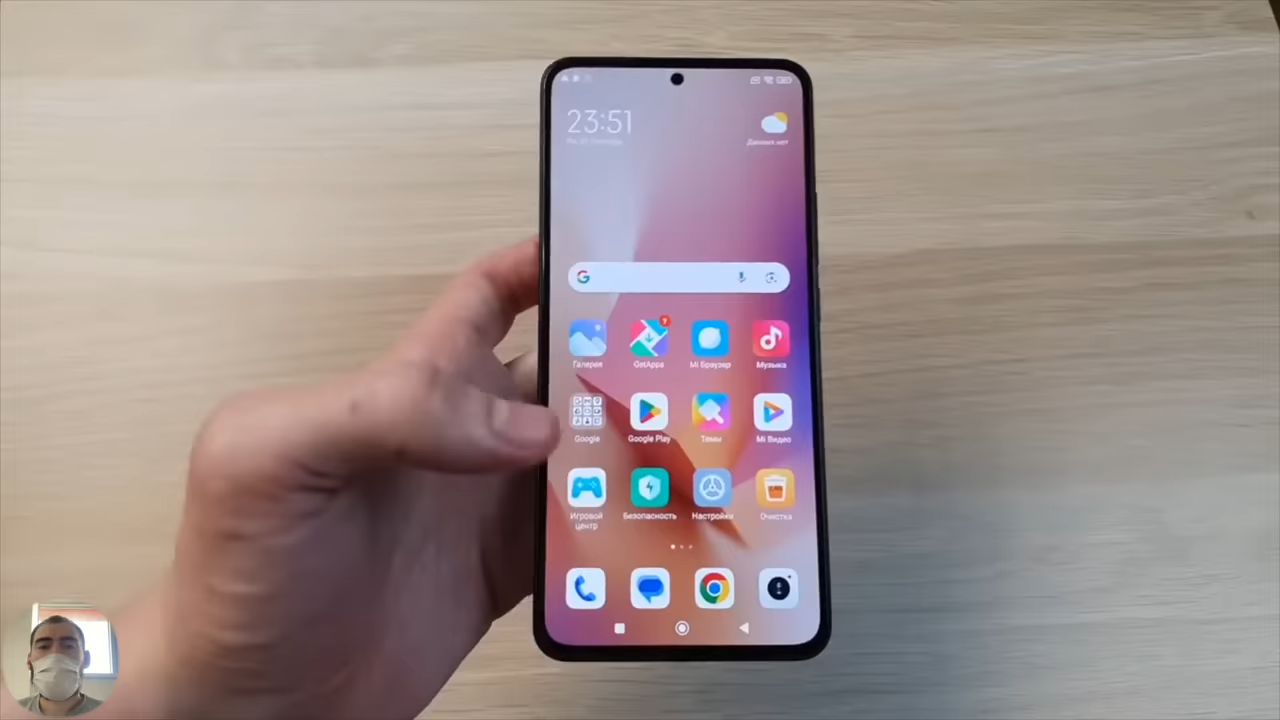 23:51
Данных нет
Галерея
GetApps
Mi Браузер
Музыка
Google
Google Play
Темы
Mi Видео
Игровой
центр
Безопасность
Настройки
Очистка